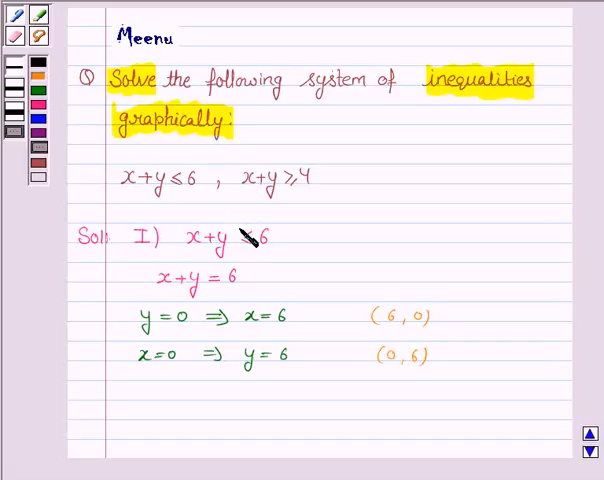 Meenu
Q Solve the following system of inequalities
graphically:
x+y ≤ 6 , x+y ≥ 4
Sol: I) x+y ≤ 6
x+y = 6
y=0 ⇒ x=6 (6,0)
x=0 ⇒ y=6 (0,6)